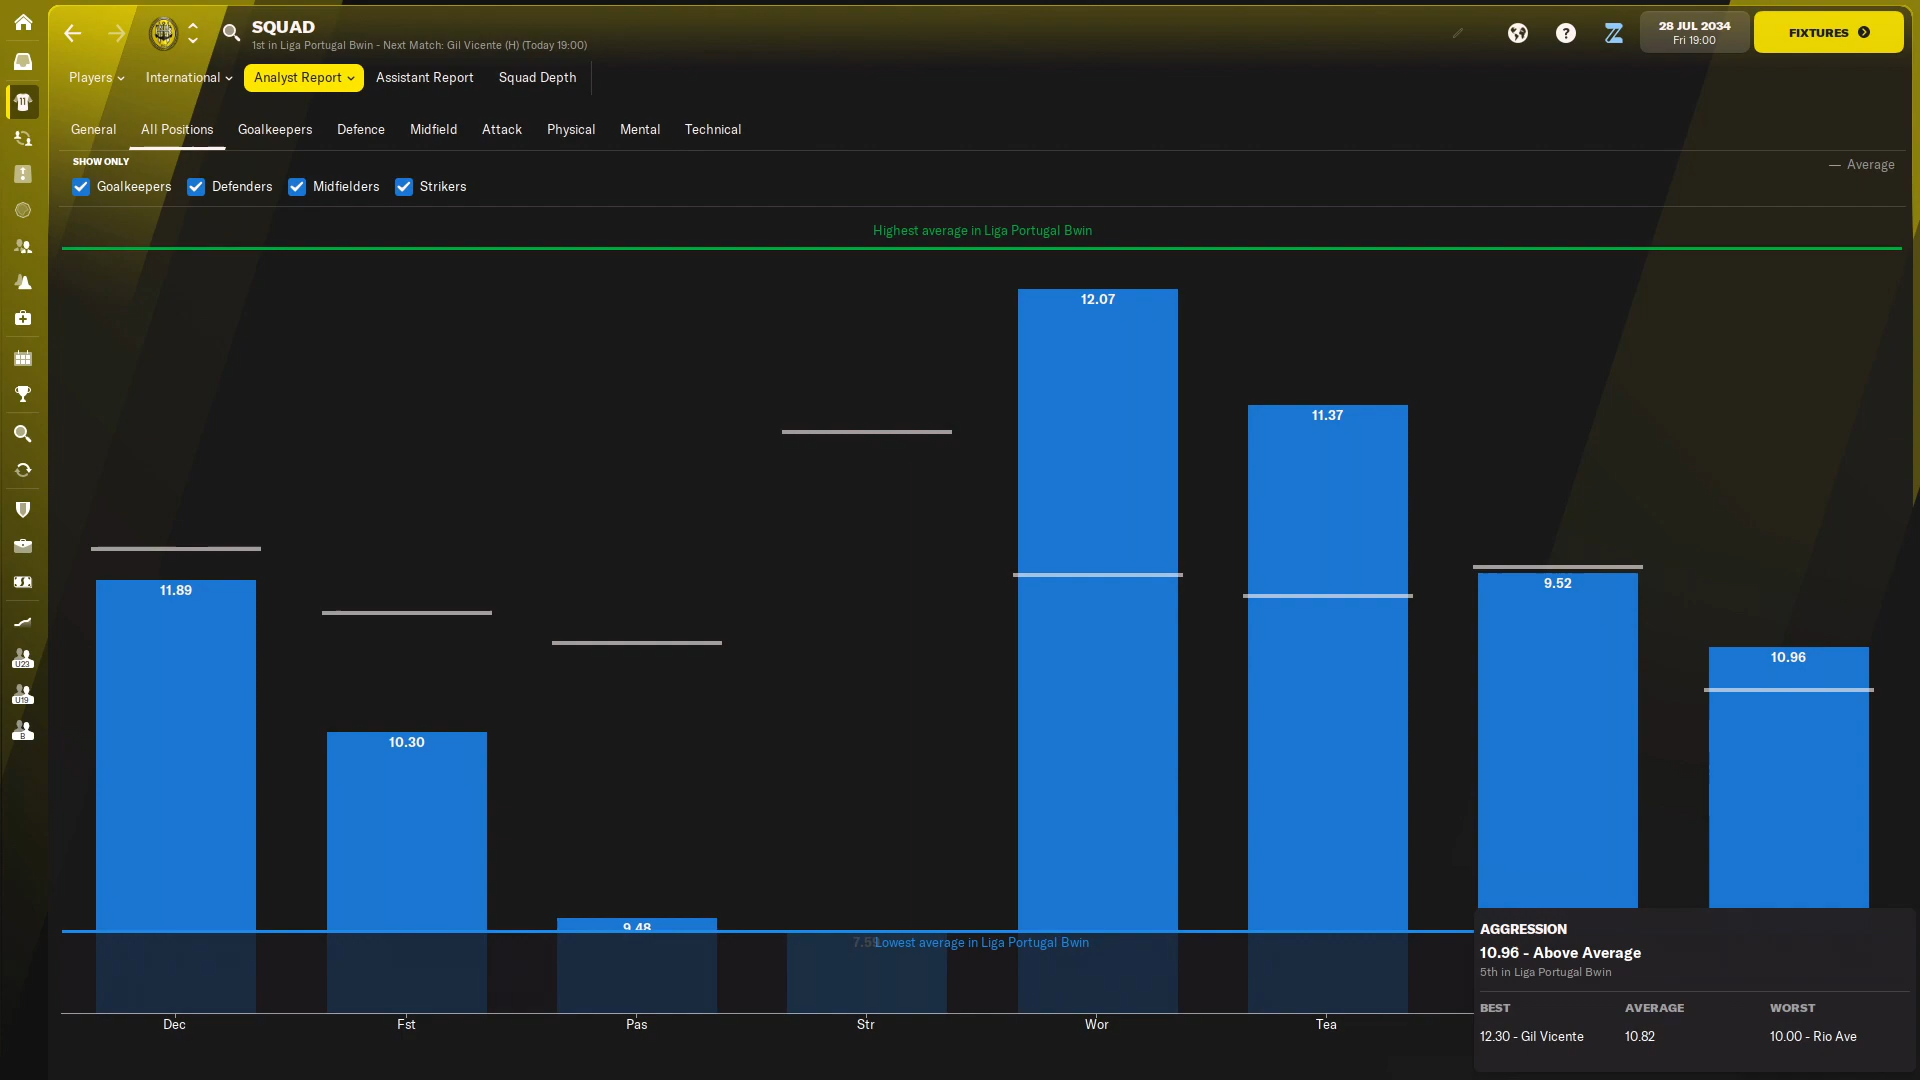 SQUAD
1st in Liga Portugal Bwin - Next Match: Gil Vicente (H) (Today 19:00)
28 JUL 2034
Fri 19:00
FIXTURES
Players
International
Analyst Report
Assistant Report
Squad Depth
General
All Positions
Goalkeepers
Defence
Midfield
Attack
Physical
Mental
Technical
SHOW ONLY
Goalkeepers
Defenders
Midfielders
Strikers
Average
Highest average in Liga Portugal Bwin
12.07
11.37
11.89
9.52
10.96
10.30
9.48
Lowest average in Liga Portugal Bwin
Dec
Fst
Pas
Str
Wor
Tea
AGGRESSION
10.96 - Above Average
5th in Liga Portugal Bwin
BEST
AVERAGE
WORST
12.30 - Gil Vicente
10.82
10.00 - Rio Ave
11
U23
U19
B